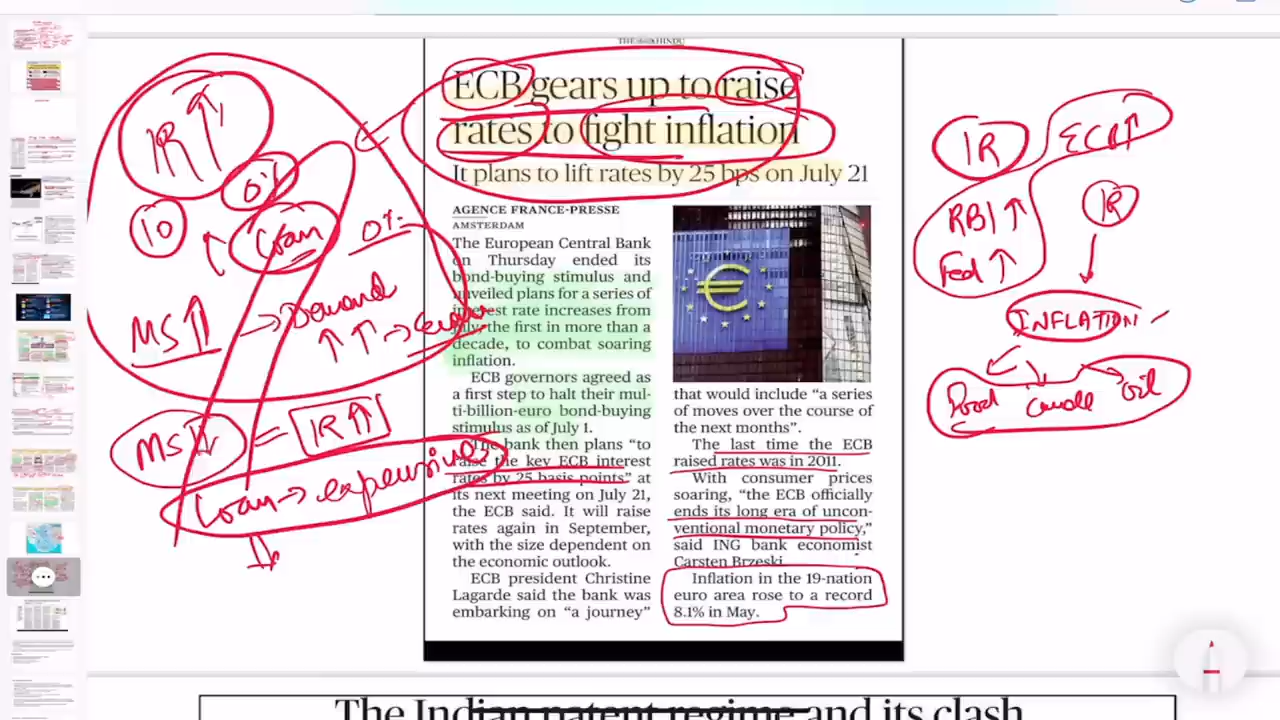 THE HINDU
ECB gears up to raise
rates to fight inflation
It plans to lift rates by 25 bps on July 21
AGENCE FRANCE-PRESSE
AMSTERDAM
The European Central Bank
on Thursday ended its
bond-buying stimulus and
unveiled plans for a series of
interest rate increases from
July, the first in more than a
decade, to combat soaring
inflation.
ECB governors agreed as
a first step to halt their mul-
ti-billion-euro bond-buying
stimulus as of July 1.
The bank then plans “to
raise the key ECB interest
rates by 25 basis points” at
its next meeting on July 21,
the ECB said. It will raise
rates again in September,
with the size dependent on
the economic outlook.
ECB president Christine
Lagarde said the bank was
embarking on “a journey”
that would include “a series
of moves over the course of
the next months”.
The last time the ECB
raised rates was in 2011.
With consumer prices
soaring, “the ECB officially
ends its long era of uncon-
ventional monetary policy,”
said ING bank economist
Carsten Brzeski.
Inflation in the 19-nation
euro area rose to a record
8.1% in May.
IR ↑
0%
10
↑ Loan 0%
MS ↑ → Demand
↑ ↑ →
MS ↓ = IR ↑
Loan → expensive
IR ECB ↑
RBI ↑ IR
Fed ↑
INFLATION
Food Crude Oil
The Indian patent regime and its clash